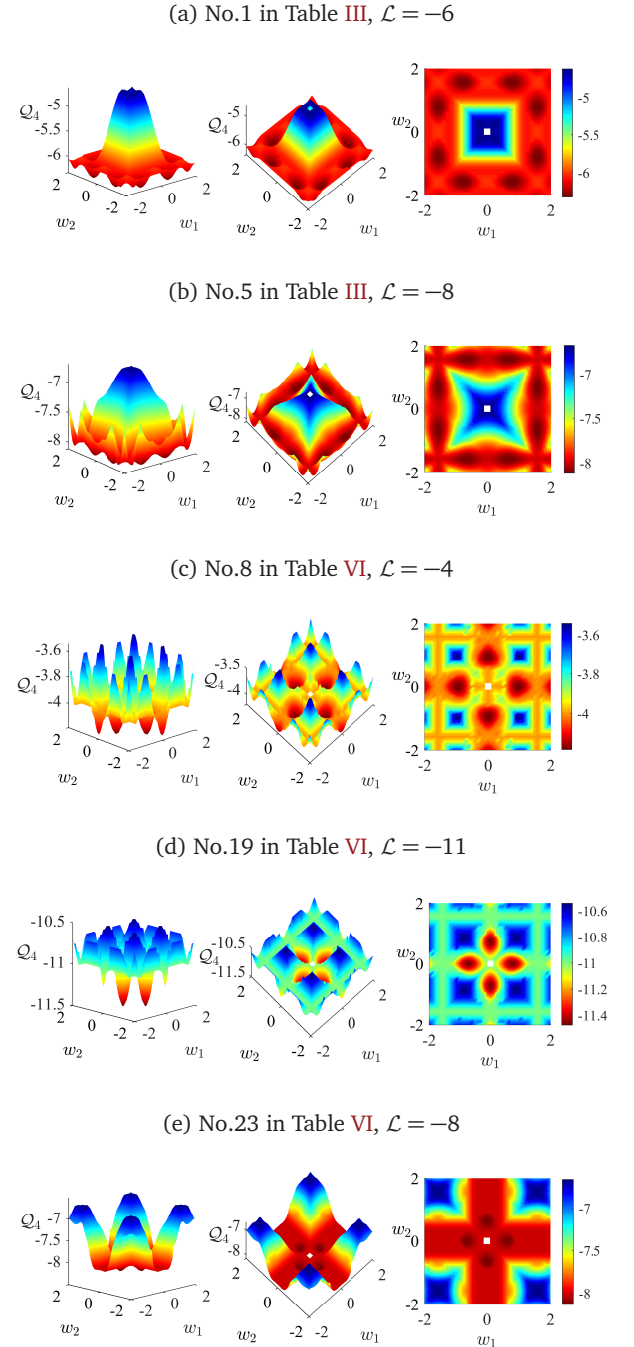 (a) No.1 in Table III, ℒ = −6
-5
𝒬4
-5.5
-6
2
0
-2
-2
0
2
w2
w1
-5
𝒬4
-6
2
0
-2
-2
0
2
w2
w1
2
w2
0
-2
-2
0
2
w1
-5
-5.5
-6
(b) No.5 in Table III, ℒ = −8
-7
𝒬4
-7.5
-8
2
0
-2
-2
0
2
w2
w1
-7
𝒬4
-8
2
0
-2
-2
0
2
w2
w1
2
w2
0
-2
-2
0
2
w1
-7
-7.5
-8
(c) No.8 in Table VI, ℒ = −4
-3.6
-3.8
𝒬4
-4
2
0
-2
-2
0
2
w2
w1
-3.5
𝒬4
-4
2
0
-2
-2
0
2
w2
w1
2
w2
0
-2
-2
0
2
w1
-3.6
-3.8
-4
(d) No.19 in Table VI, ℒ = −11
-10.5
𝒬4
-11
-11.5
2
0
-2
-2
0
2
w2
w1
-10.5
𝒬4
-11.5
2
0
-2
-2
0
2
w2
w1
2
w2
0
-2
-2
0
2
w1
-10.6
-10.8
-11
-11.2
-11.4
(e) No.23 in Table VI, ℒ = −8
𝒬4
-7
-7.5
-8
2
0
-2
-2
0
2
w2
w1
-7
𝒬4
-8
2
0
-2
-2
0
2
w2
w1
2
w2
0
-2
-2
0
2
w1
-7
-7.5
-8